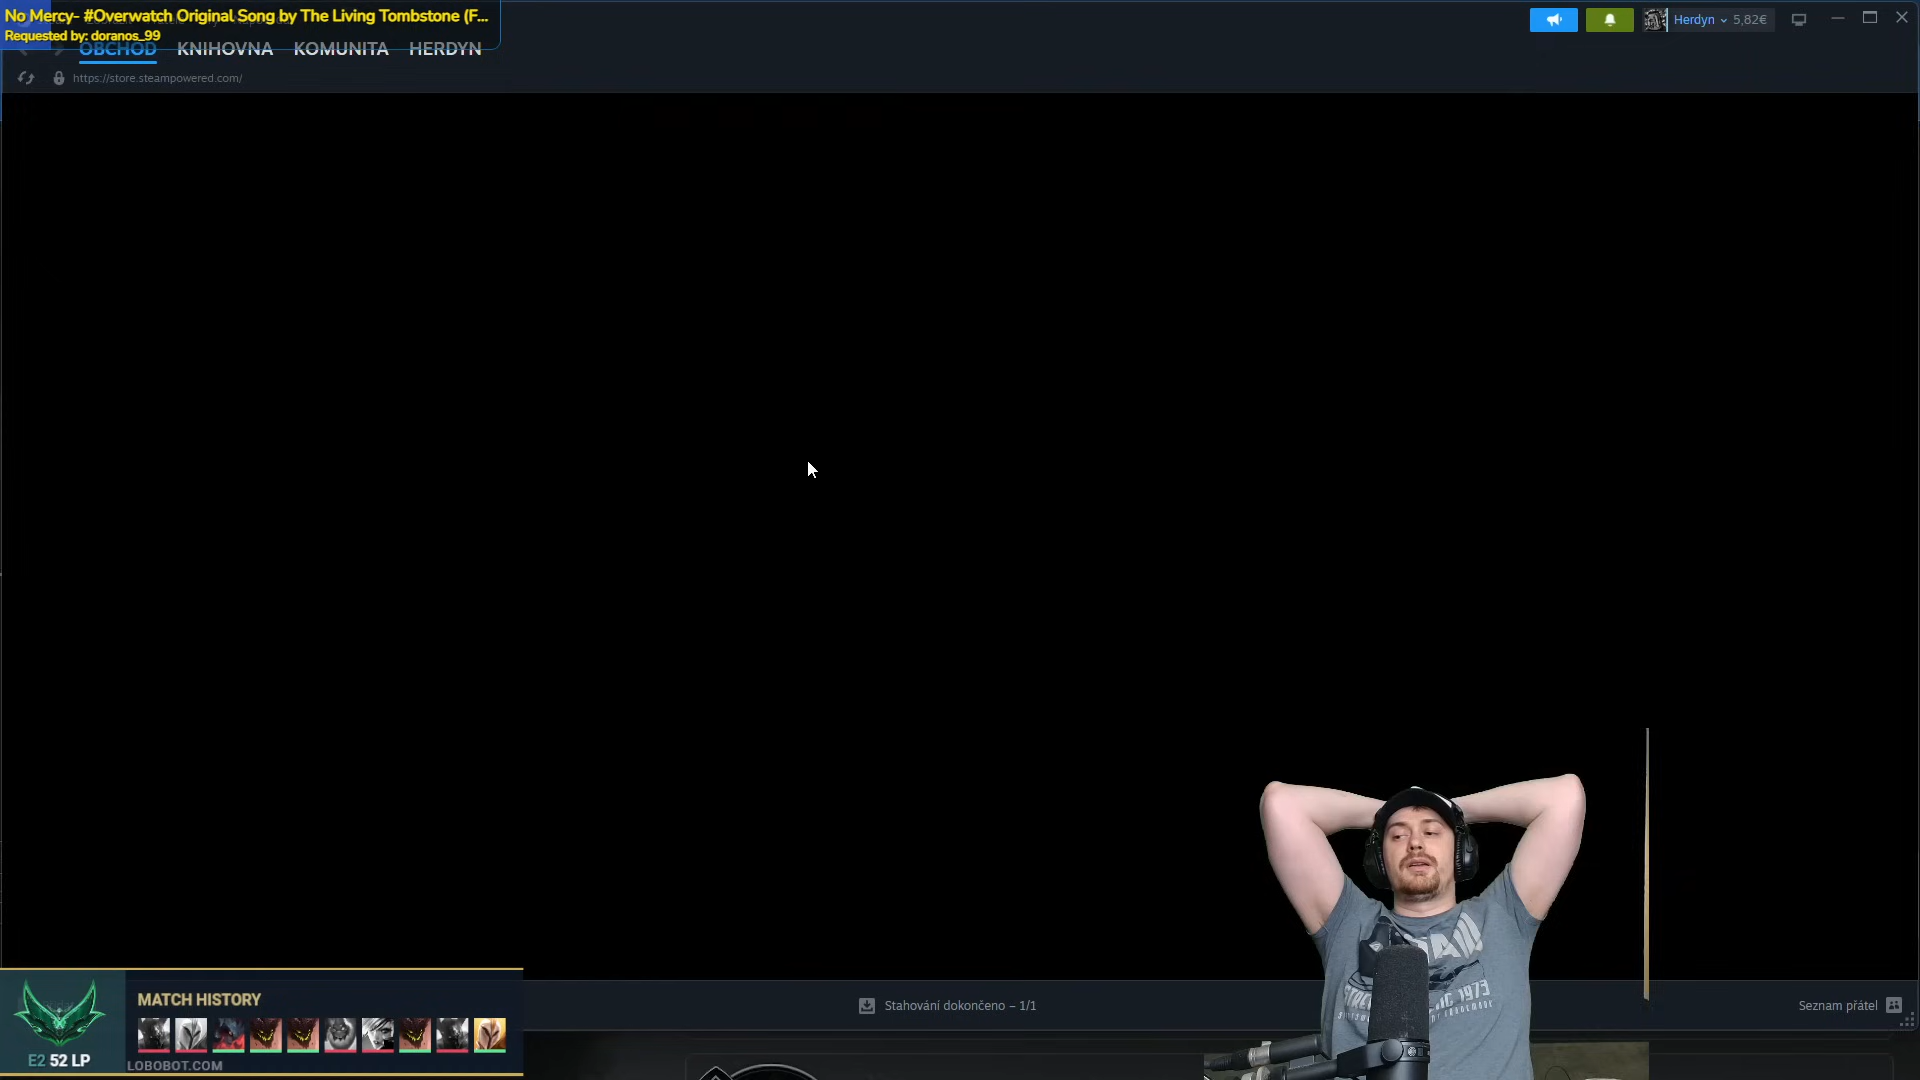 No Mercy- #Overwatch Original Song by The Living Tombstone (F...
Requested by: doranos_99
Herdyn 5,82€
OBCHOD KNIHOVNA KOMUNITA HERDYN
https://store.steampowered.com/
MATCH HISTORY
E2 52 LP
LOBOBOT.COM
Stahování dokončeno – 1/1
Seznam přátel
1973